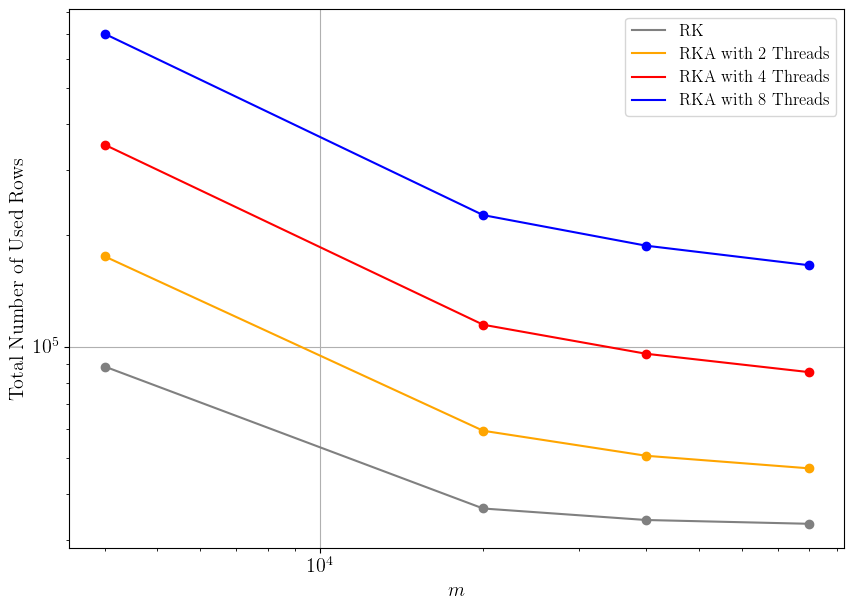 RK
RKA with 2 Threads
RKA with 4 Threads
RKA with 8 Threads
Total Number of Used Rows
10^5
10^4
m